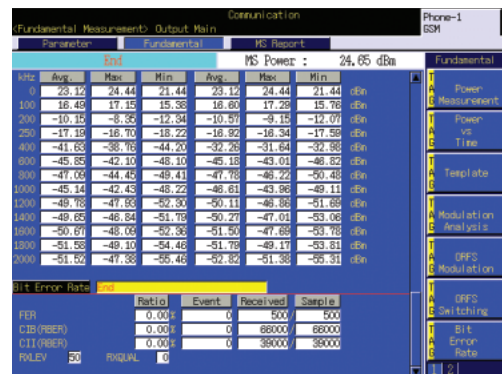 Communication
Phone-1
<Fundamental Measurement> Output Main
GSM
Parameter Fundamental MS Report
End MS Power : 24.65 dBm
Fundamental
kHz Avg. Max Min Avg. Max Min
0 23.12 24.44 21.44 23.12 24.44 21.44 dBm
100 16.49 17.15 15.38 16.60 17.29 15.76 dBm
200 -10.15 -8.35 -12.34 -10.57 -9.15 -12.07 dBm
250 -17.19 -16.70 -18.22 -16.92 -16.34 -17.59 dBm
400 -41.63 -38.76 -44.20 -32.26 -31.64 -32.98 dBm
600 -45.85 -42.10 -48.10 -45.18 -43.01 -46.82 dBm
800 -47.09 -44.45 -49.41 -47.78 -46.22 -50.48 dBm
1000 -45.14 -42.43 -48.22 -46.61 -43.96 -49.11 dBm
1200 -49.78 -47.93 -52.30 -50.11 -46.86 -51.69 dBm
1400 -49.65 -46.84 -51.79 -50.27 -47.01 -53.06 dBm
1600 -50.67 -48.09 -52.36 -51.50 -47.69 -53.78 dBm
1800 -51.58 -49.10 -54.46 -51.79 -49.17 -53.81 dBm
2000 -51.52 -47.38 -55.46 -52.82 -51.38 -55.31 dBm
Bit Error Rate End
Ratio Event Received Sample
FER 0.00% 0 500/ 500
CIB(RBER) 0.00% 0 66000/ 66000
CII(RBER) 0.00% 0 39000/ 39000
RXLEV 50 RXQUAL 0
TAG Power Measurement
TAG Power vs Time
TAG Template
TAG Modulation Analysis
TAG ORFS Modulation
TAG ORFS Switching
TAG Bit Error Rate
1 2